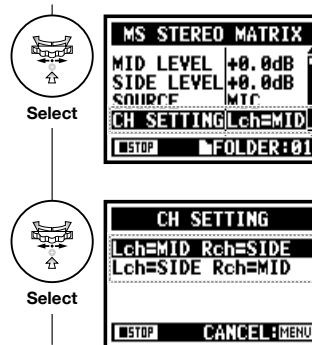 MS STEREO MATRIX
MID LEVEL +0.0dB
SIDE LEVEL +0.0dB
SOURCE MIC
CH SETTING Lch=MID
STOP FOLDER:01
Select
CH SETTING
Lch=MID Rch=SIDE
Lch=SIDE Rch=MID
Select
STOP CANCEL:MENU